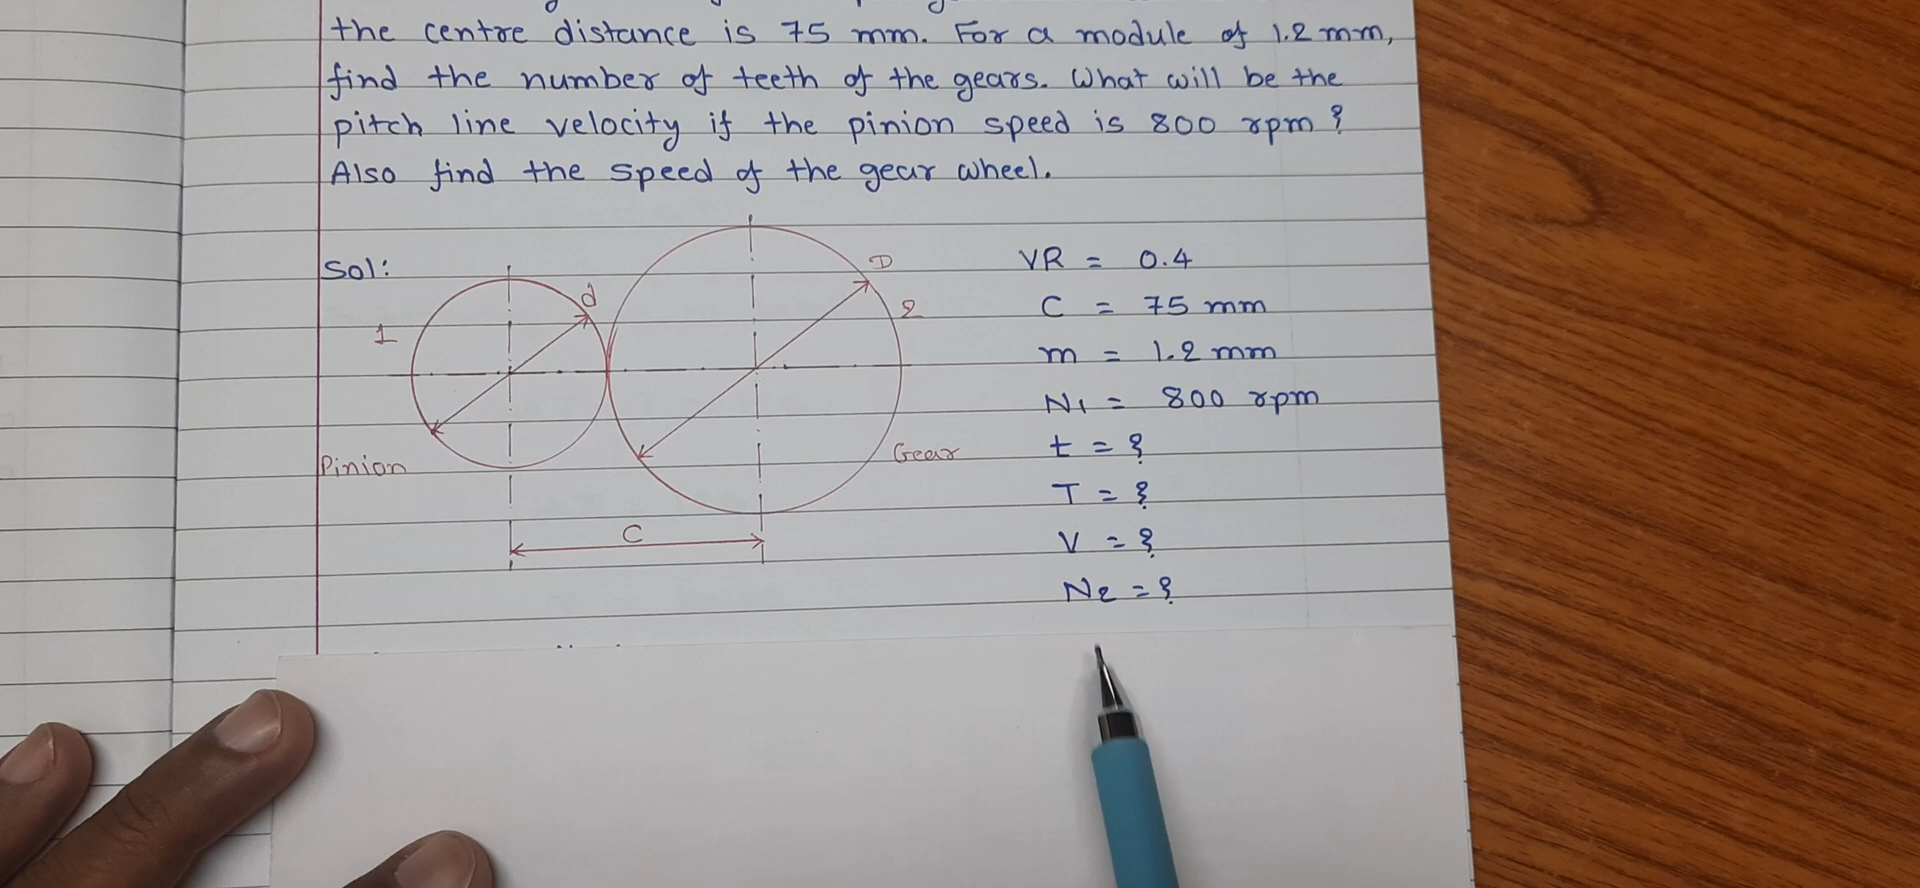 the centre distance is 75 mm. For a module of 1.2 mm,
find the number of teeth of the gears. What will be the
pitch line velocity if the pinion speed is 800 rpm ?
Also find the speed of the gear wheel.
Sol:
1
d
D
2
Pinion
Gear
C
VR = 0.4
C = 75 mm
m = 1.2 mm
N1 = 800 rpm
t = ?
T = ?
V = ?
N2 = ?